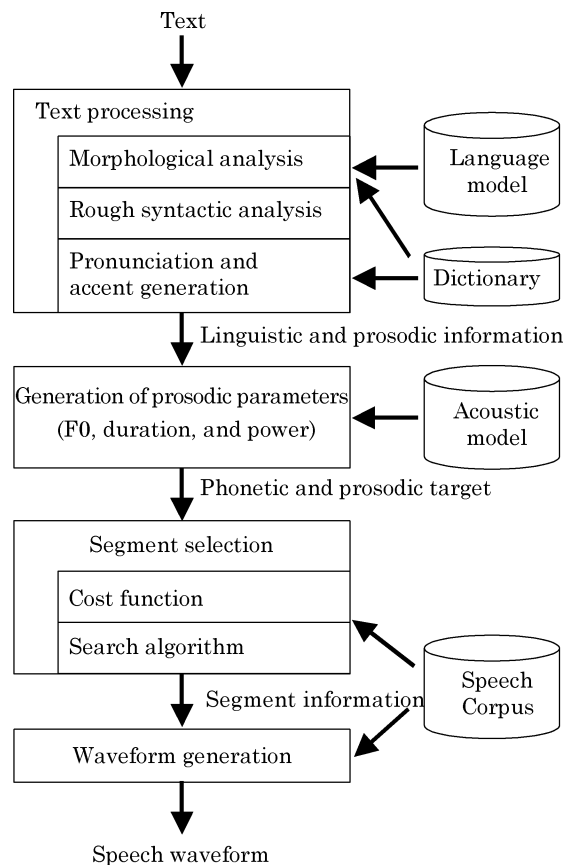 Text
Text processing
Morphological analysis
Language
model
Rough syntactic analysis
Pronunciation and
accent generation
Dictionary
Linguistic and prosodic information
Generation of prosodic parameters
(F0, duration, and power)
Acoustic
model
Phonetic and prosodic target
Segment selection
Cost function
Search algorithm
Speech
Corpus
Segment information
Waveform generation
Speech waveform